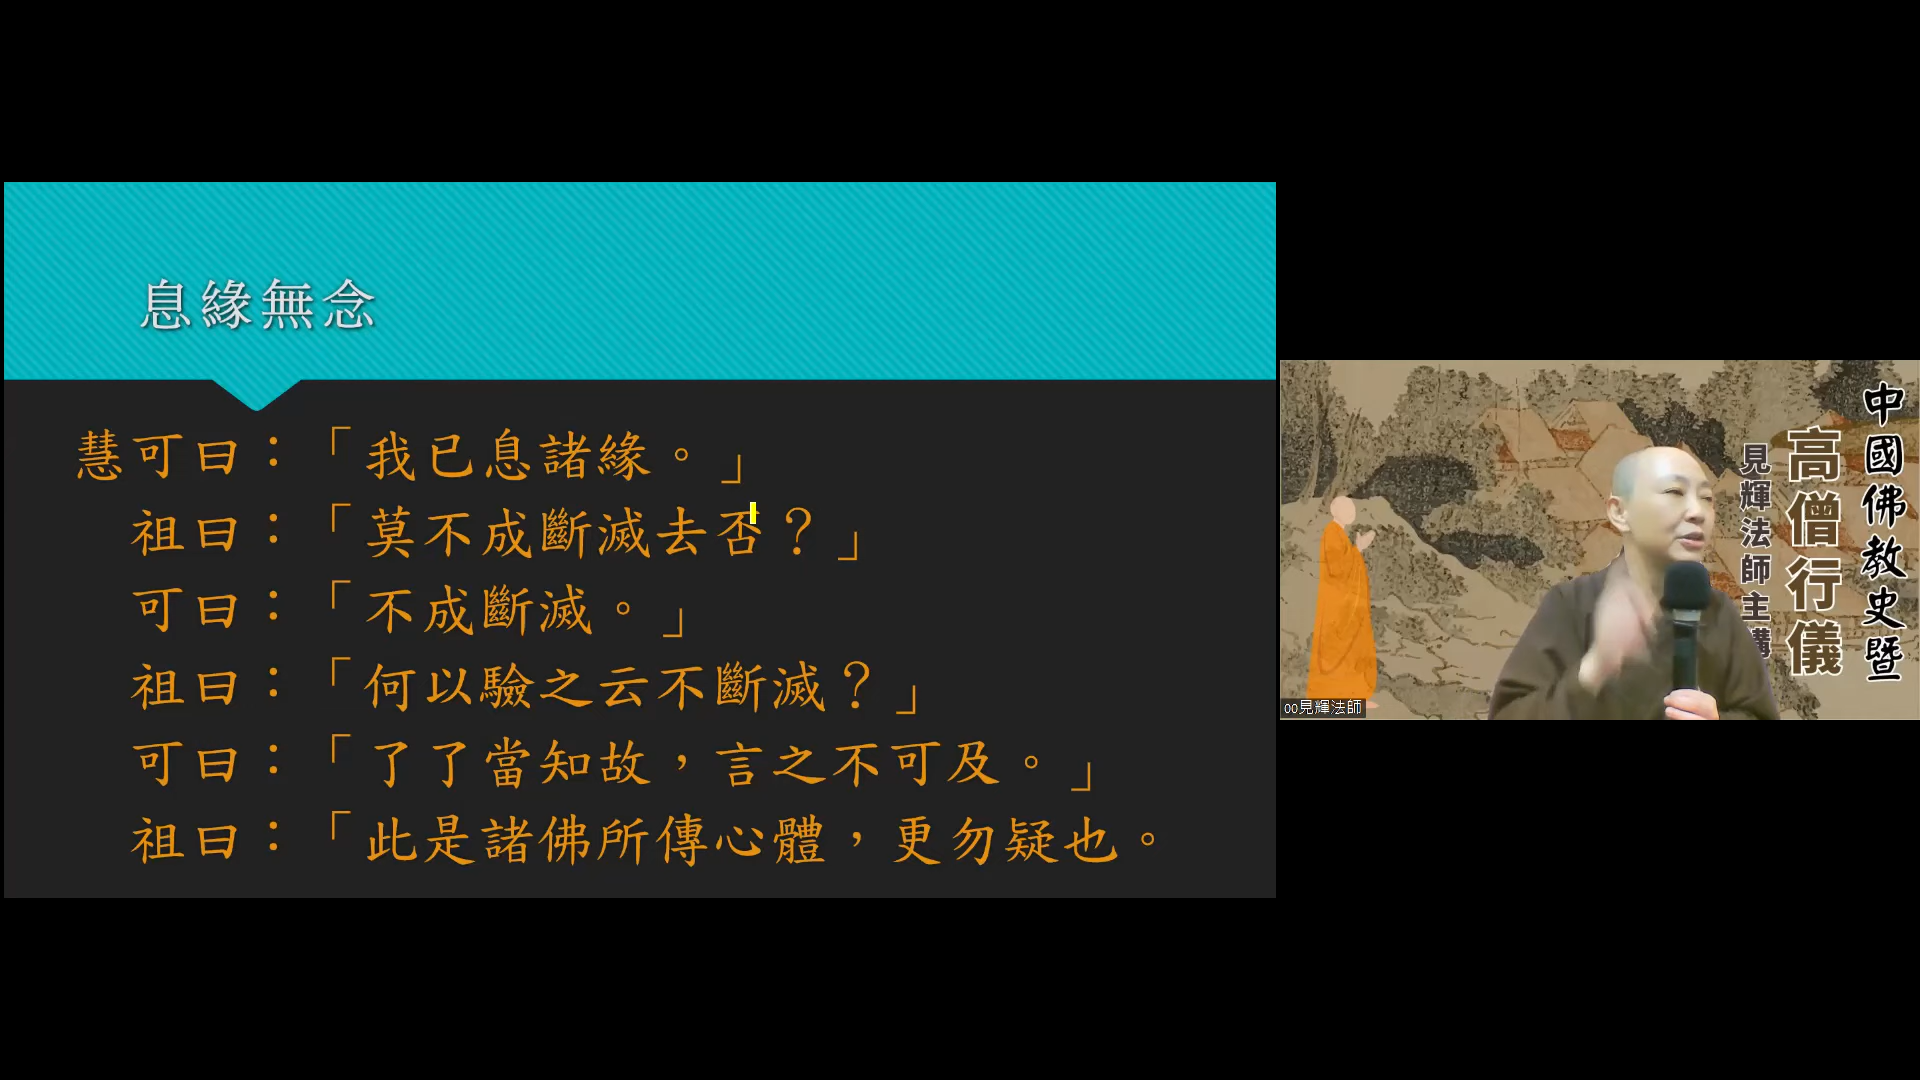 息緣無念
慧可曰：「我已息諸緣。」
祖曰：「莫不成斷滅去否？」
可曰：「不成斷滅。」
祖曰：「何以驗之云不斷滅？」
可曰：「了了當知故，言之不可及。」
祖曰：「此是諸佛所傳心體，更勿疑也。
中國佛教史暨
高僧行儀
見輝法師主講
oo見輝法師